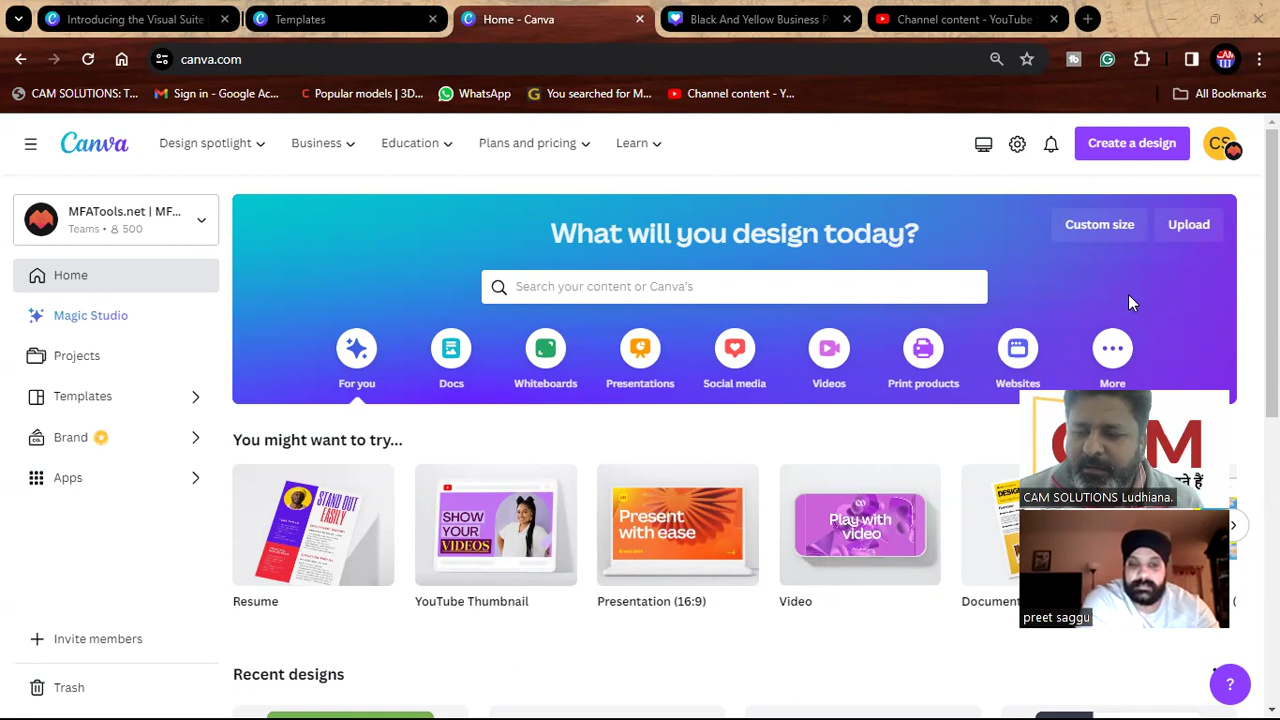 Introducing the Visual Suite
Templates
Home - Canva
Black And Yellow Business P
Channel content - YouTube
canva.com
CAM SOLUTIONS: T...
Sign in - Google Ac...
Popular models | 3D...
WhatsApp
You searched for M...
Channel content - Y...
All Bookmarks
Canva
Design spotlight
Business
Education
Plans and pricing
Learn
Create a design
CS
MFATools.net | MF...
Teams • 500
Home
Magic Studio
Projects
Templates
Brand
Apps
Invite members
Trash
What will you design today?
Custom size
Upload
Search your content or Canva's
For you
Docs
Whiteboards
Presentations
Social media
Videos
Print products
Websites
More
You might want to try...
STAND OUT
EASILY
SHOW
YOUR
VIDEOS
Present
with ease
Play with
video
Resume
YouTube Thumbnail
Presentation (16:9)
Video
Document
CAM SOLUTIONS Ludhiana.
preet saggu
Recent designs
?